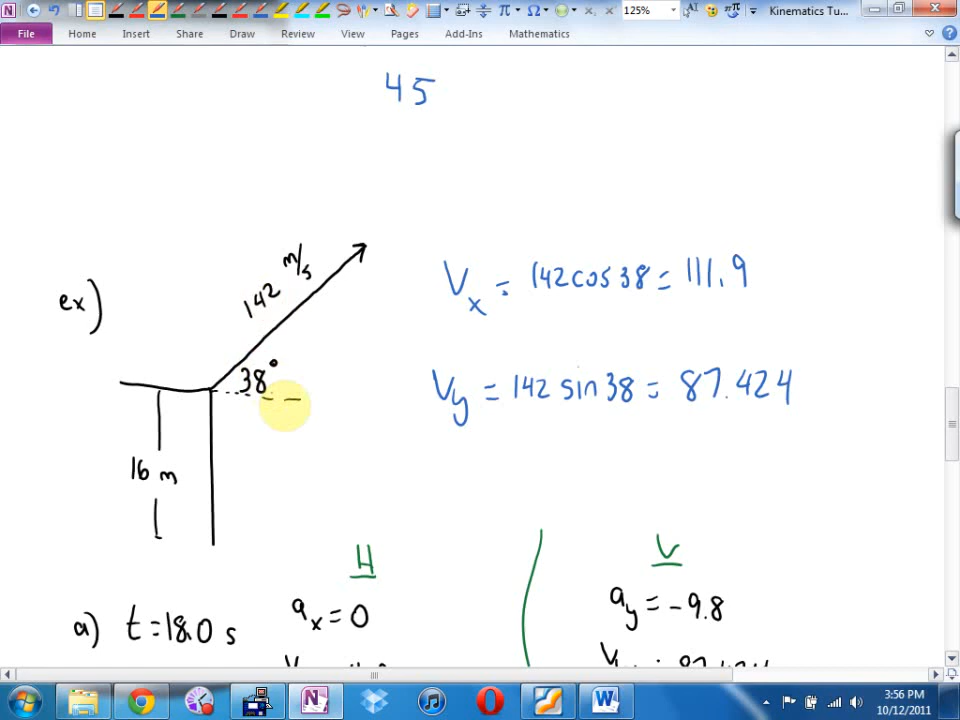 125% Kinematics Tu...
File Home Insert Share Draw Review View Pages Add-Ins Mathematics
45
ex)
142 m/s
38°
16 m
Vx = 142cos38 = 111.9
Vy = 142 sin 38 = 87.424
H
V
a) t=18.0 s
ax = 0
ay = -9.8
3:56 PM
10/12/2011